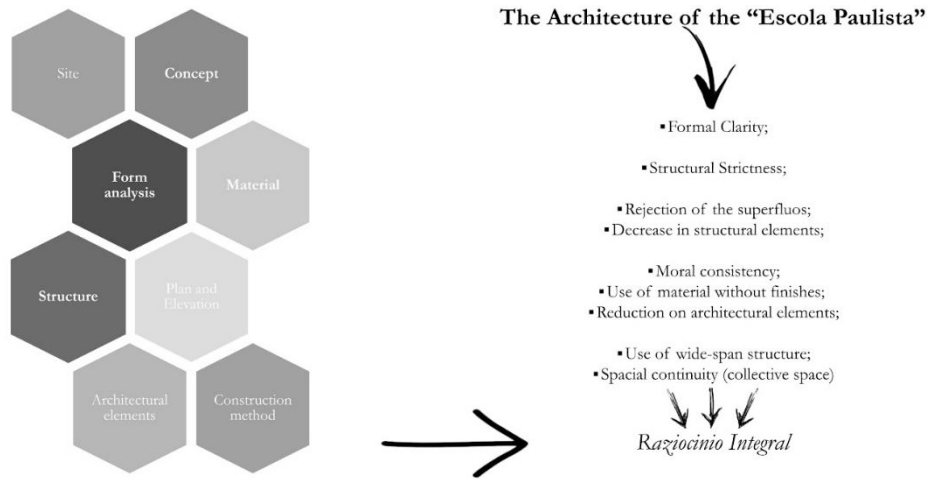 Site
Concept
Form
analysis
Material
Structure
Plan and
Elevation
Architectural
elements
Construction
method
The Architecture of the “Escola Paulista”
▪Formal Clarity;
▪Structural Strictness;
▪Rejection of the superfluos;
▪Decrease in structural elements;
▪Moral consistency;
▪Use of material without finishes;
▪Reduction on architectural elements;
▪Use of wide-span structure;
▪Spacial continuity (collective space)
Raziocinio Integral